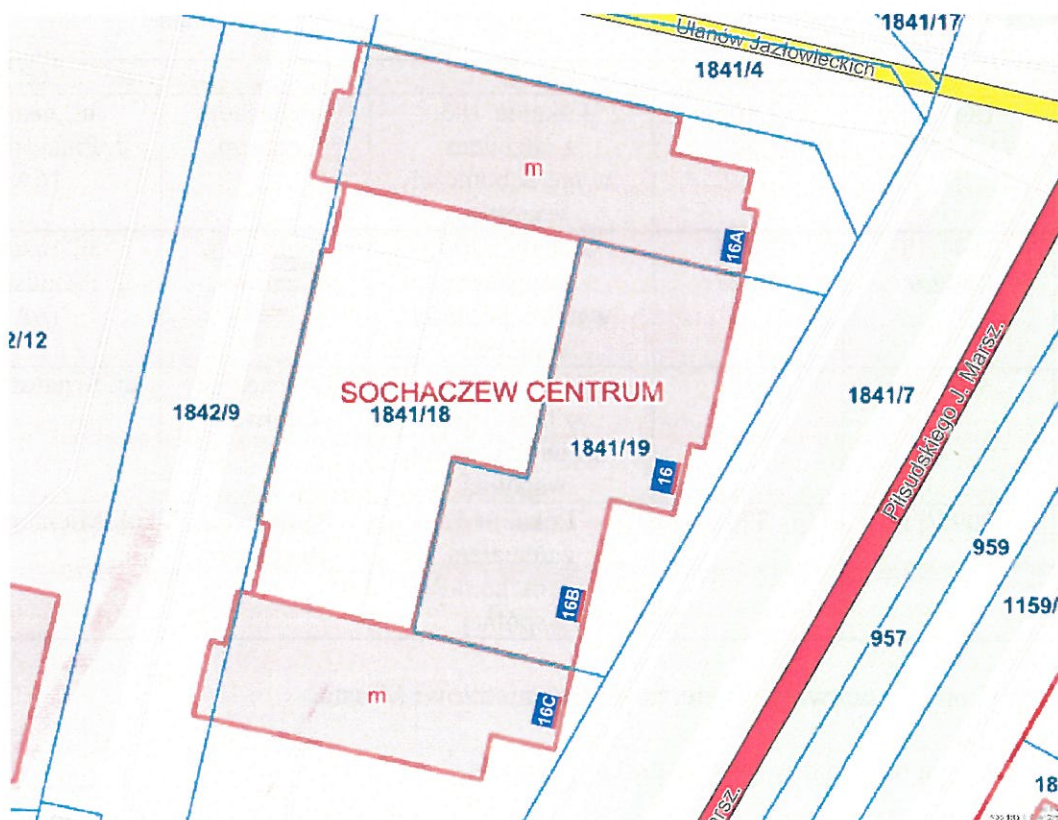 1841/17
Ułanów Jazłowieckich
1841/4
m
16A
2/12
SOCHACZEW CENTRUM
1842/9
1841/18
1841/7
Piłsudskiego J. Marsz.
1841/19
16
959
16B
1159/
957
m
16C
18
arsz.